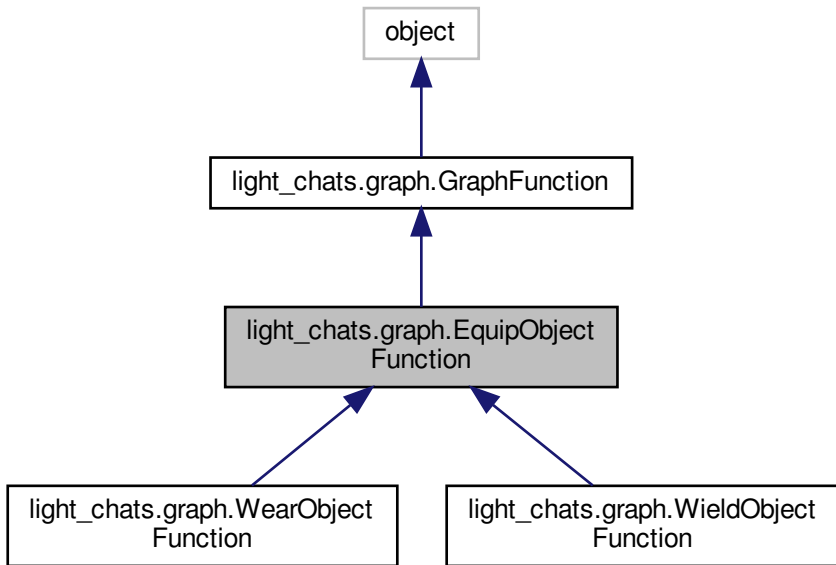 object
light_chats.graph.GraphFunction
light_chats.graph.EquipObject
Function
light_chats.graph.WearObject
Function
light_chats.graph.WieldObject
Function